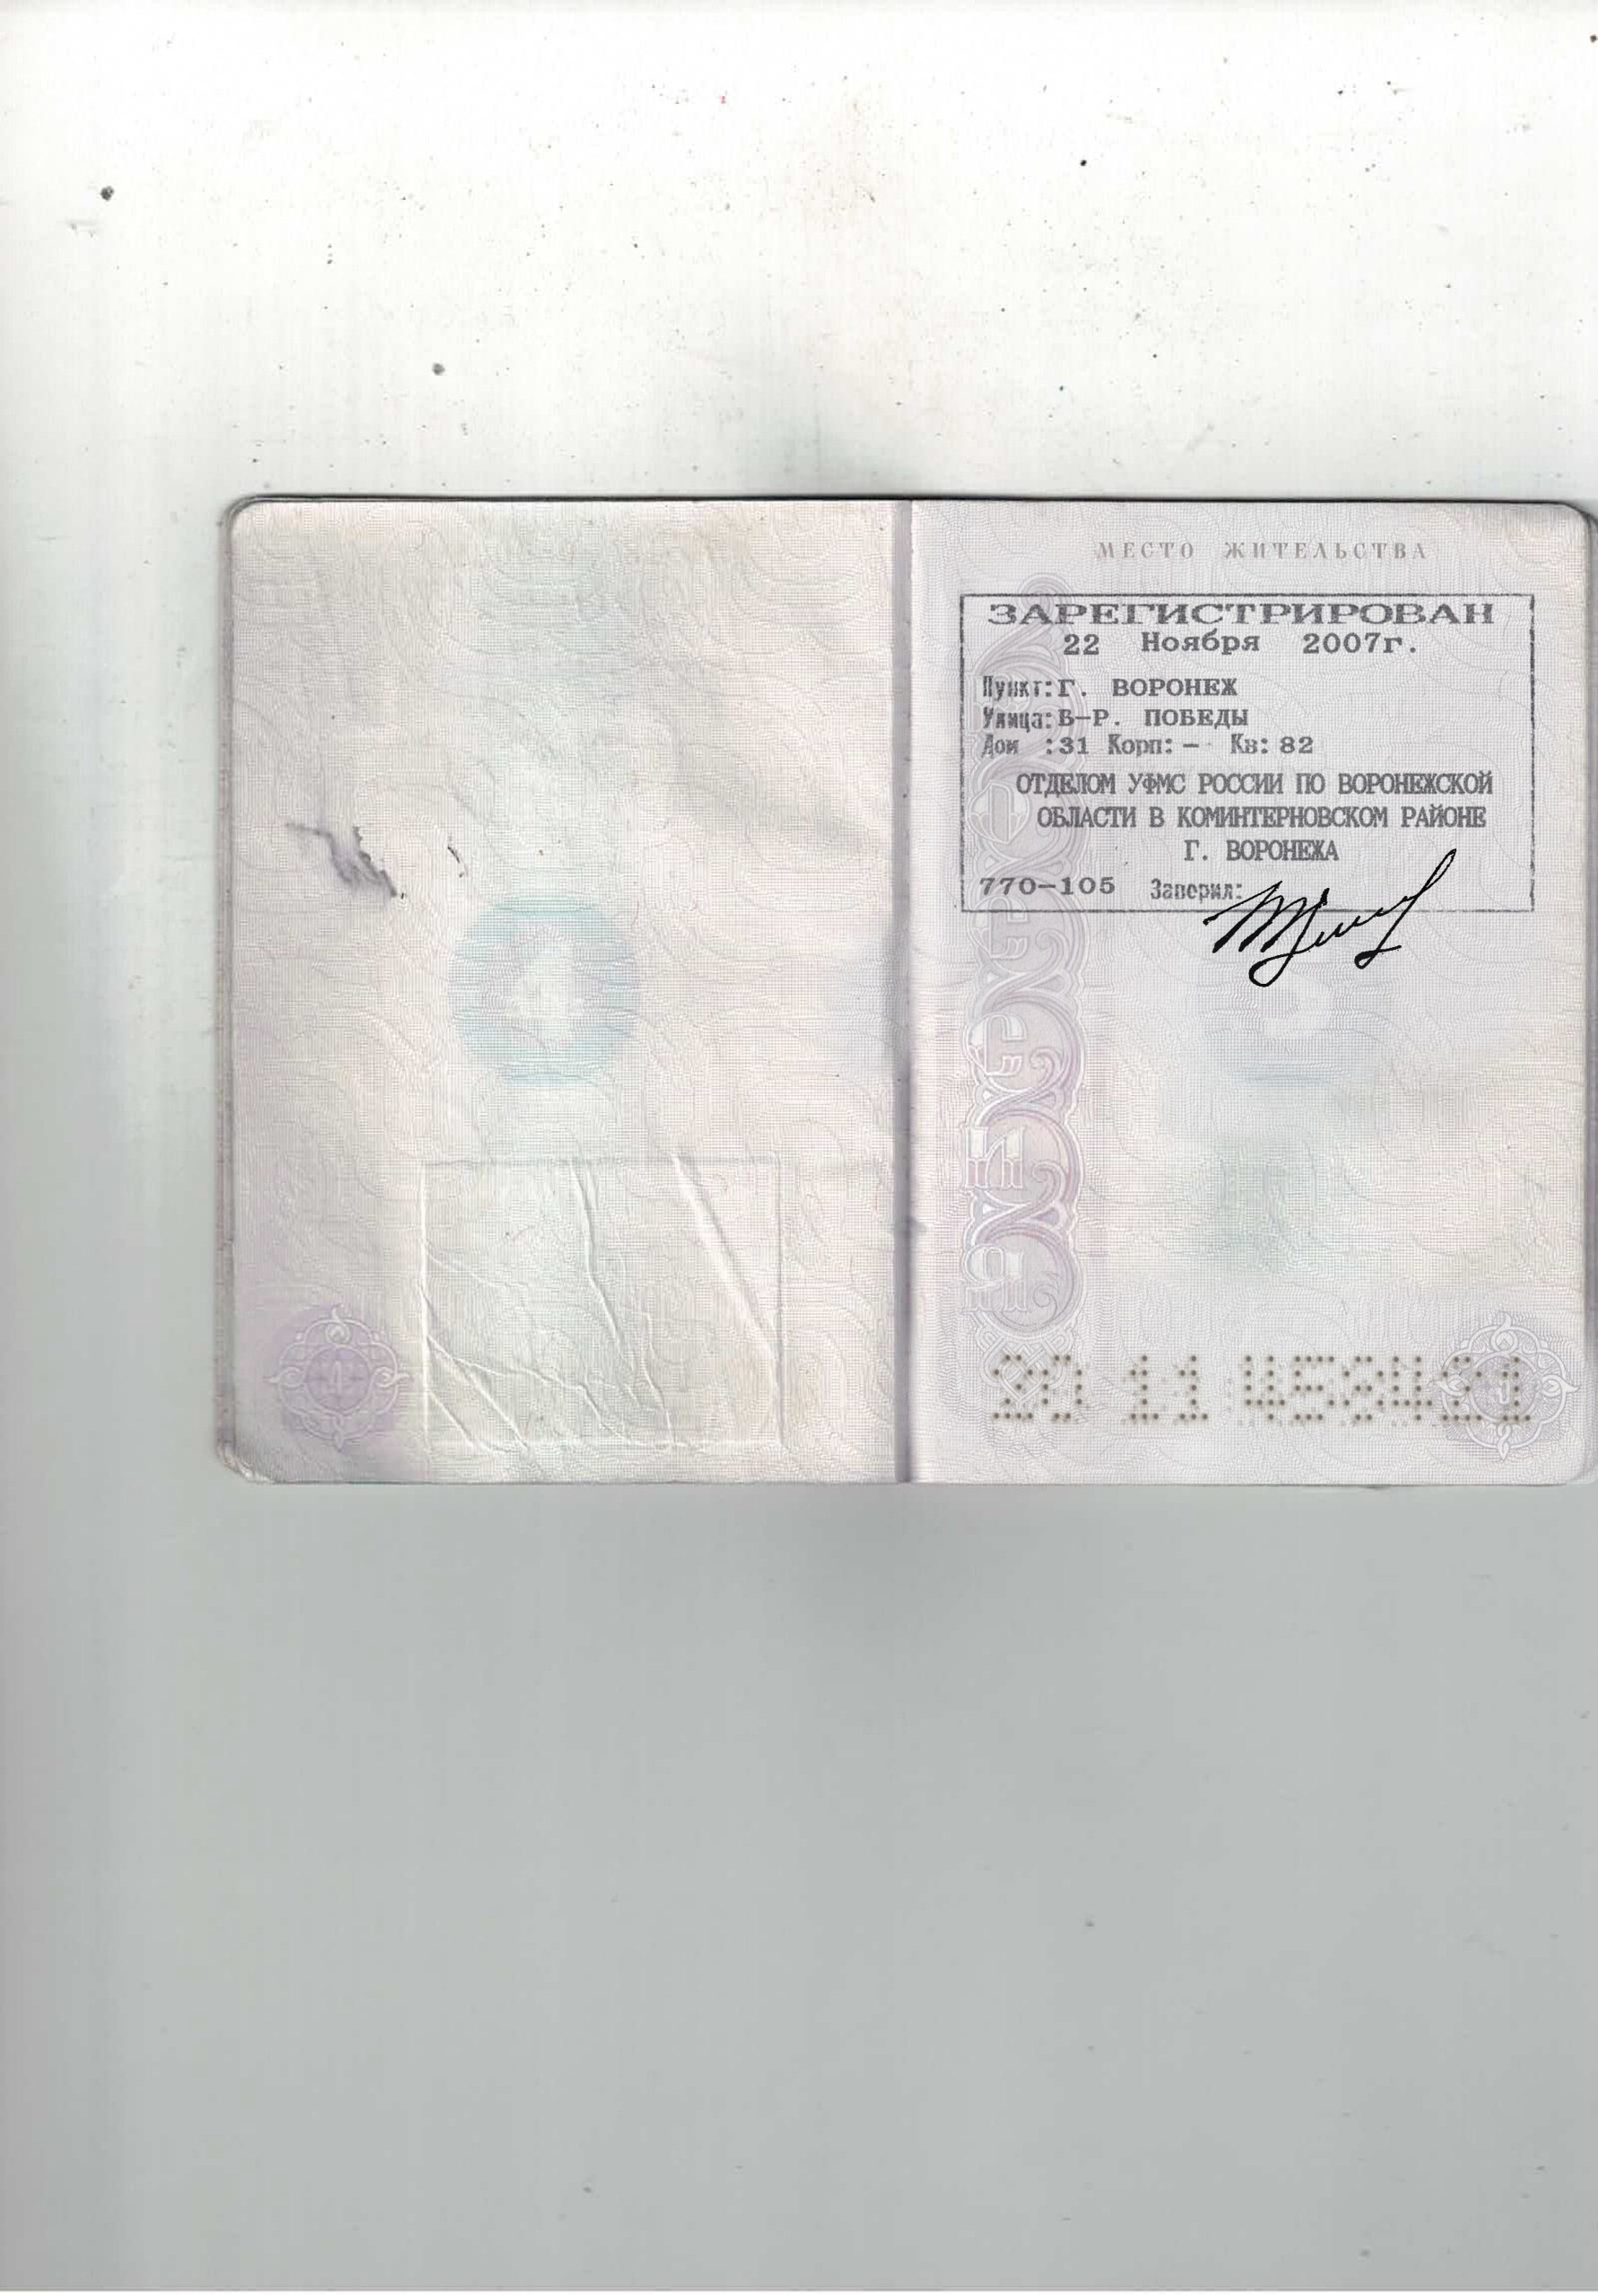 МЕСТО ЖИТЕЛЬСТВА
ЗАРЕГИСТРИРОВАН
22 Ноября 2007г.
Пункт: Г. ВОРОНЕЖ
Улица: Б-Р. ПОБЕДЫ
Дом :31 Корп: - Кв: 82
ОТДЕЛОМ УФМС РОССИИ ПО ВОРОНЕЖСКОЙ
ОБЛАСТИ В КОМИНТЕРНОВСКОМ РАЙОНЕ
Г. ВОРОНЕЖА
770-105 Заверил:
20 11